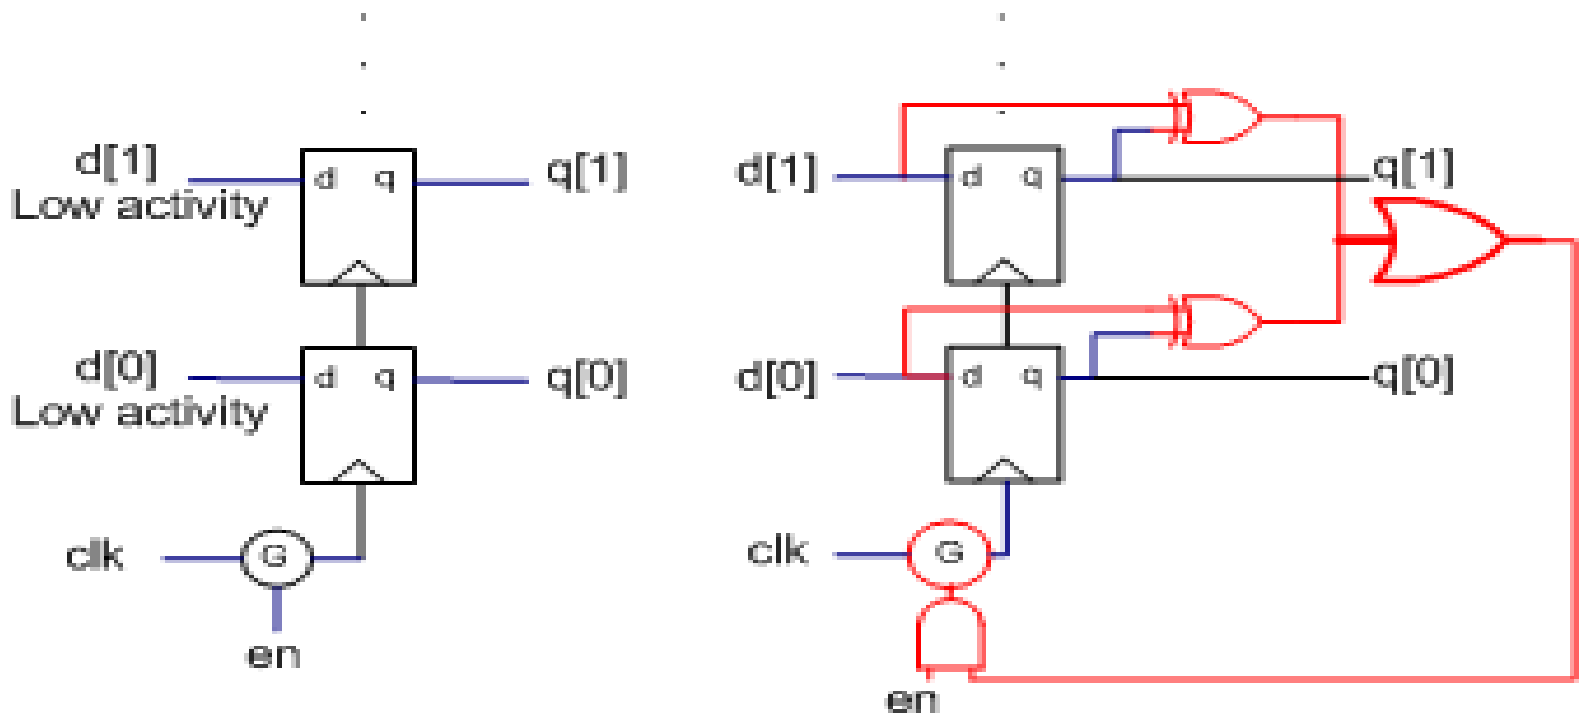 d[1]
Low activity
d q
q[1]
d[0]
Low activity
d q
q[0]
clk
G
en
d[1]
d q
q[1]
d[0]
d q
q[0]
clk
G
en